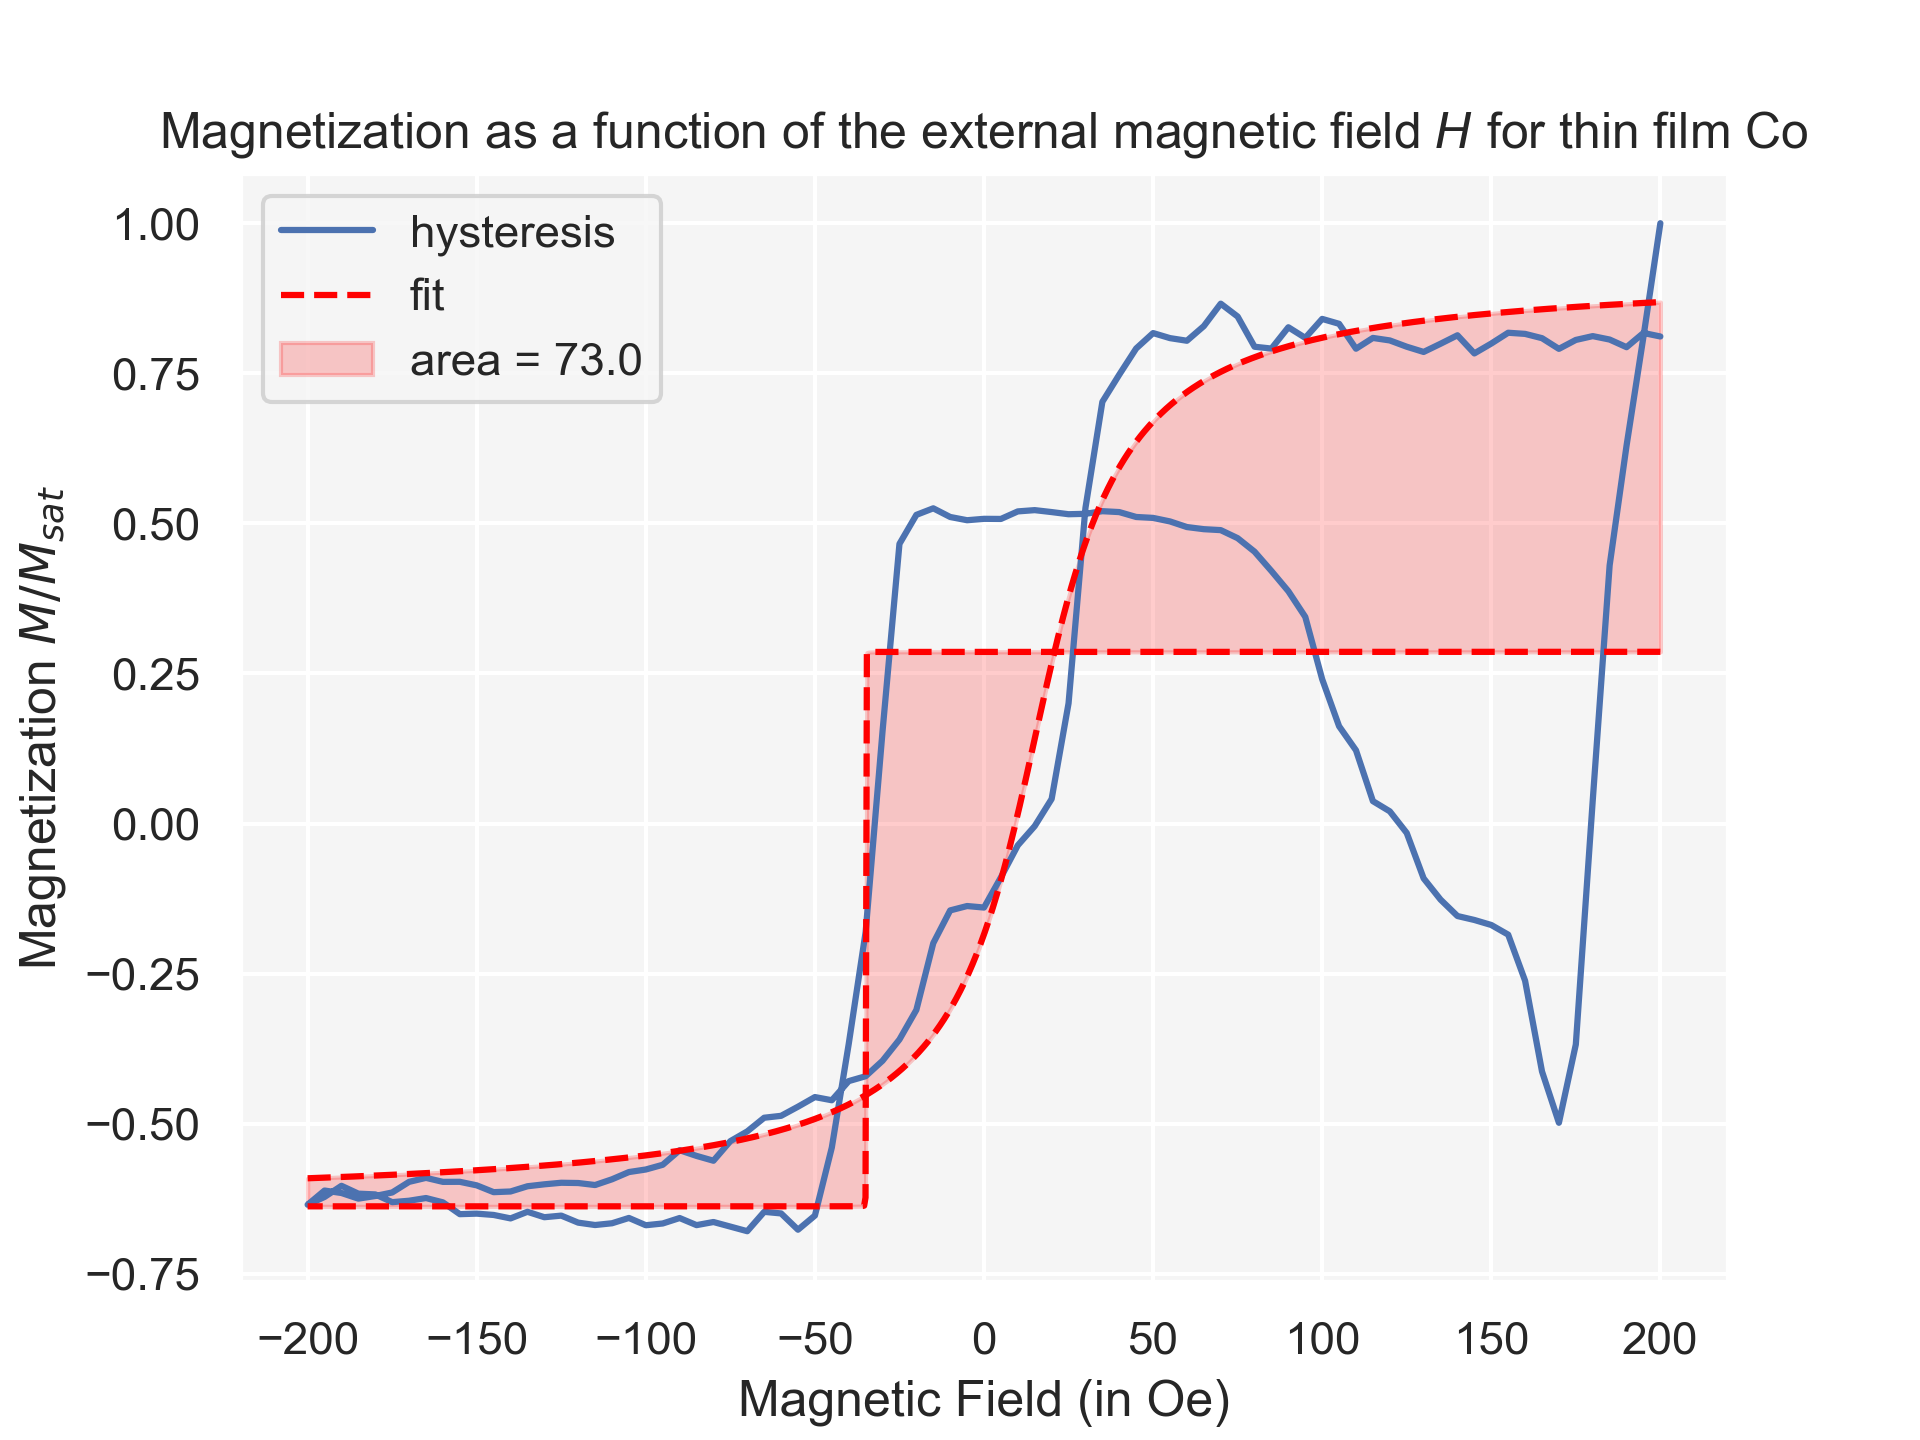 Magnetization as a function of the external magnetic field H for thin film Co
hysteresis
fit
area = 73.0
Magnetization M/M_sat
1.00
0.75
0.50
0.25
0.00
−0.25
−0.50
−0.75
−200 −150 −100 −50 0 50 100 150 200
Magnetic Field (in Oe)